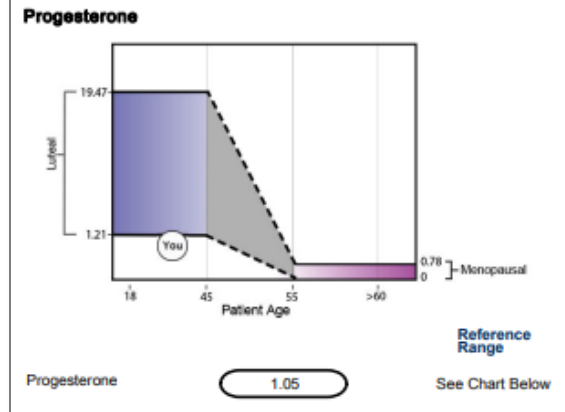 Progesterone
19.47
Luteal
1.21
You
0.78
0
Menopausal
18 45 55 >60
Patient Age
Reference
Range
Progesterone 1.05 See Chart Below